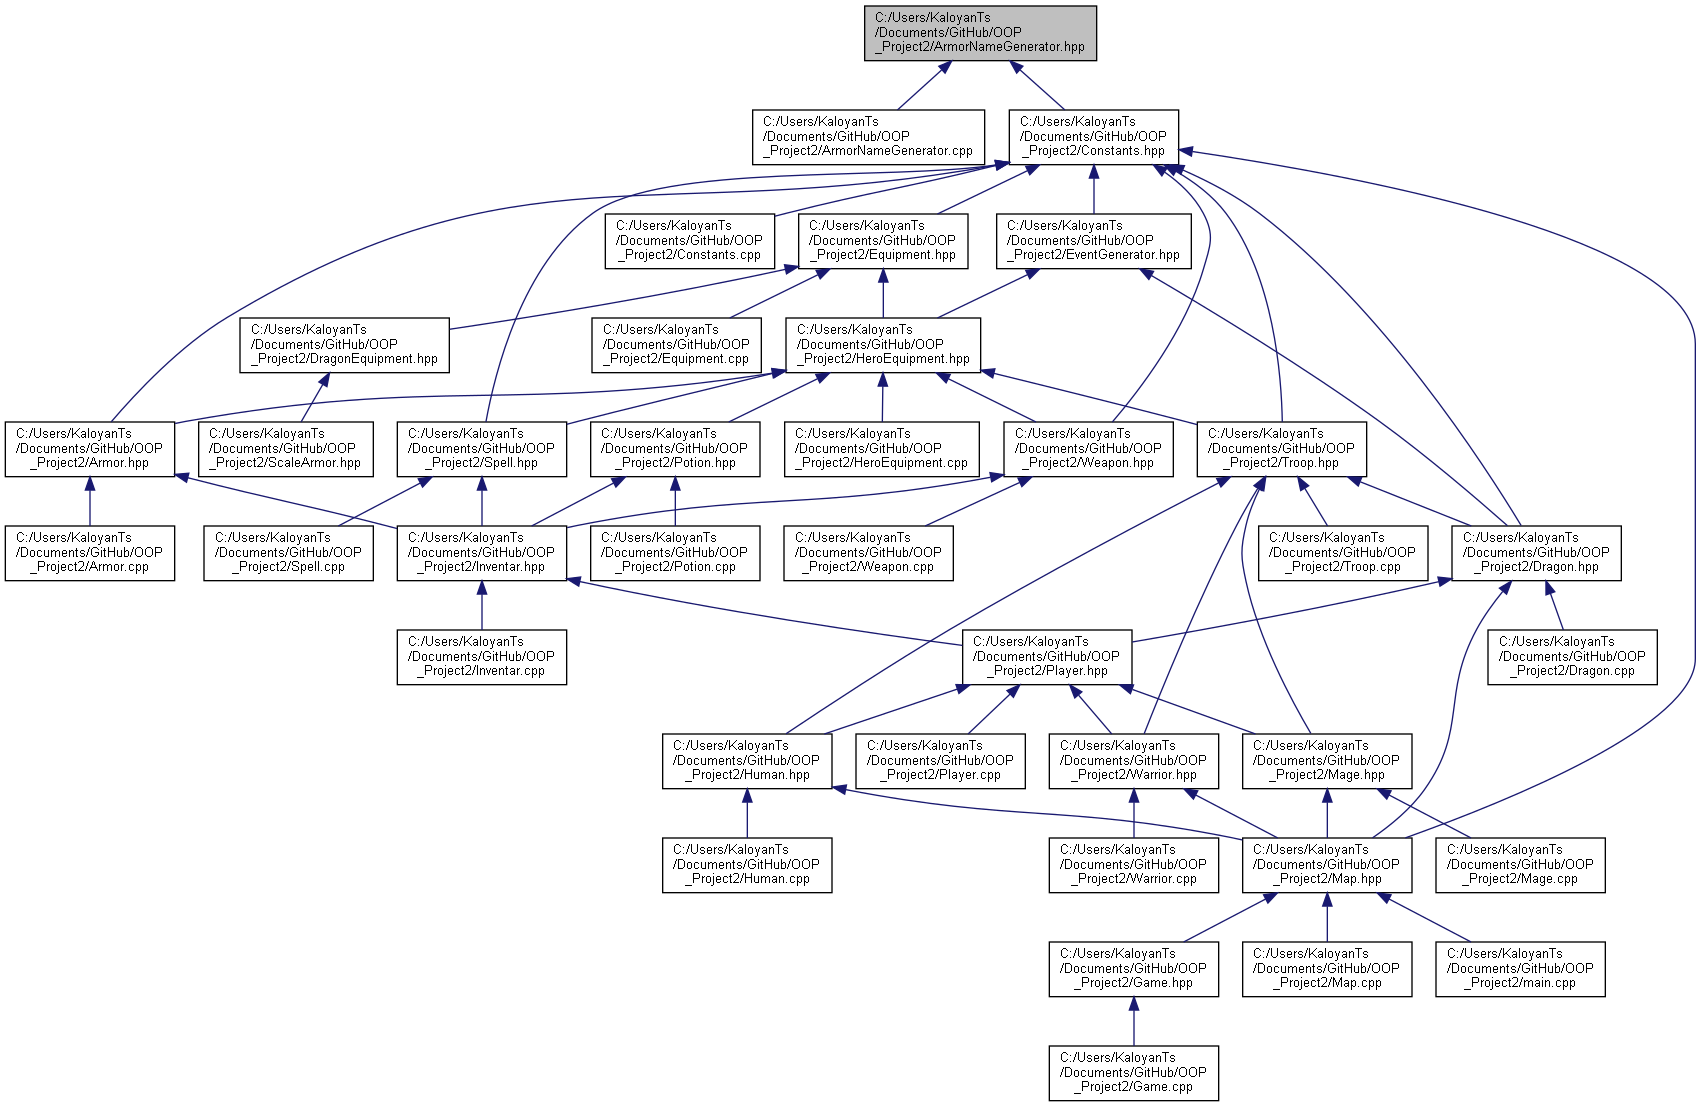 C:/Users/KaloyanTs
/Documents/GitHub/OOP
_Project2/ArmorNameGenerator.hpp
C:/Users/KaloyanTs
/Documents/GitHub/OOP
_Project2/ArmorNameGenerator.cpp
C:/Users/KaloyanTs
/Documents/GitHub/OOP
_Project2/Constants.hpp
C:/Users/KaloyanTs
/Documents/GitHub/OOP
_Project2/Constants.cpp
C:/Users/KaloyanTs
/Documents/GitHub/OOP
_Project2/Equipment.hpp
C:/Users/KaloyanTs
/Documents/GitHub/OOP
_Project2/EventGenerator.hpp
C:/Users/KaloyanTs
/Documents/GitHub/OOP
_Project2/DragonEquipment.hpp
C:/Users/KaloyanTs
/Documents/GitHub/OOP
_Project2/Equipment.cpp
C:/Users/KaloyanTs
/Documents/GitHub/OOP
_Project2/HeroEquipment.hpp
C:/Users/KaloyanTs
/Documents/GitHub/OOP
_Project2/Armor.hpp
C:/Users/KaloyanTs
/Documents/GitHub/OOP
_Project2/ScaleArmor.hpp
C:/Users/KaloyanTs
/Documents/GitHub/OOP
_Project2/Spell.hpp
C:/Users/KaloyanTs
/Documents/GitHub/OOP
_Project2/Potion.hpp
C:/Users/KaloyanTs
/Documents/GitHub/OOP
_Project2/HeroEquipment.cpp
C:/Users/KaloyanTs
/Documents/GitHub/OOP
_Project2/Weapon.hpp
C:/Users/KaloyanTs
/Documents/GitHub/OOP
_Project2/Troop.hpp
C:/Users/KaloyanTs
/Documents/GitHub/OOP
_Project2/Armor.cpp
C:/Users/KaloyanTs
/Documents/GitHub/OOP
_Project2/Spell.cpp
C:/Users/KaloyanTs
/Documents/GitHub/OOP
_Project2/Inventar.hpp
C:/Users/KaloyanTs
/Documents/GitHub/OOP
_Project2/Potion.cpp
C:/Users/KaloyanTs
/Documents/GitHub/OOP
_Project2/Weapon.cpp
C:/Users/KaloyanTs
/Documents/GitHub/OOP
_Project2/Troop.cpp
C:/Users/KaloyanTs
/Documents/GitHub/OOP
_Project2/Dragon.hpp
C:/Users/KaloyanTs
/Documents/GitHub/OOP
_Project2/Inventar.cpp
C:/Users/KaloyanTs
/Documents/GitHub/OOP
_Project2/Player.hpp
C:/Users/KaloyanTs
/Documents/GitHub/OOP
_Project2/Dragon.cpp
C:/Users/KaloyanTs
/Documents/GitHub/OOP
_Project2/Human.hpp
C:/Users/KaloyanTs
/Documents/GitHub/OOP
_Project2/Player.cpp
C:/Users/KaloyanTs
/Documents/GitHub/OOP
_Project2/Warrior.hpp
C:/Users/KaloyanTs
/Documents/GitHub/OOP
_Project2/Mage.hpp
C:/Users/KaloyanTs
/Documents/GitHub/OOP
_Project2/Human.cpp
C:/Users/KaloyanTs
/Documents/GitHub/OOP
_Project2/Warrior.cpp
C:/Users/KaloyanTs
/Documents/GitHub/OOP
_Project2/Map.hpp
C:/Users/KaloyanTs
/Documents/GitHub/OOP
_Project2/Mage.cpp
C:/Users/KaloyanTs
/Documents/GitHub/OOP
_Project2/Game.hpp
C:/Users/KaloyanTs
/Documents/GitHub/OOP
_Project2/Map.cpp
C:/Users/KaloyanTs
/Documents/GitHub/OOP
_Project2/main.cpp
C:/Users/KaloyanTs
/Documents/GitHub/OOP
_Project2/Game.cpp